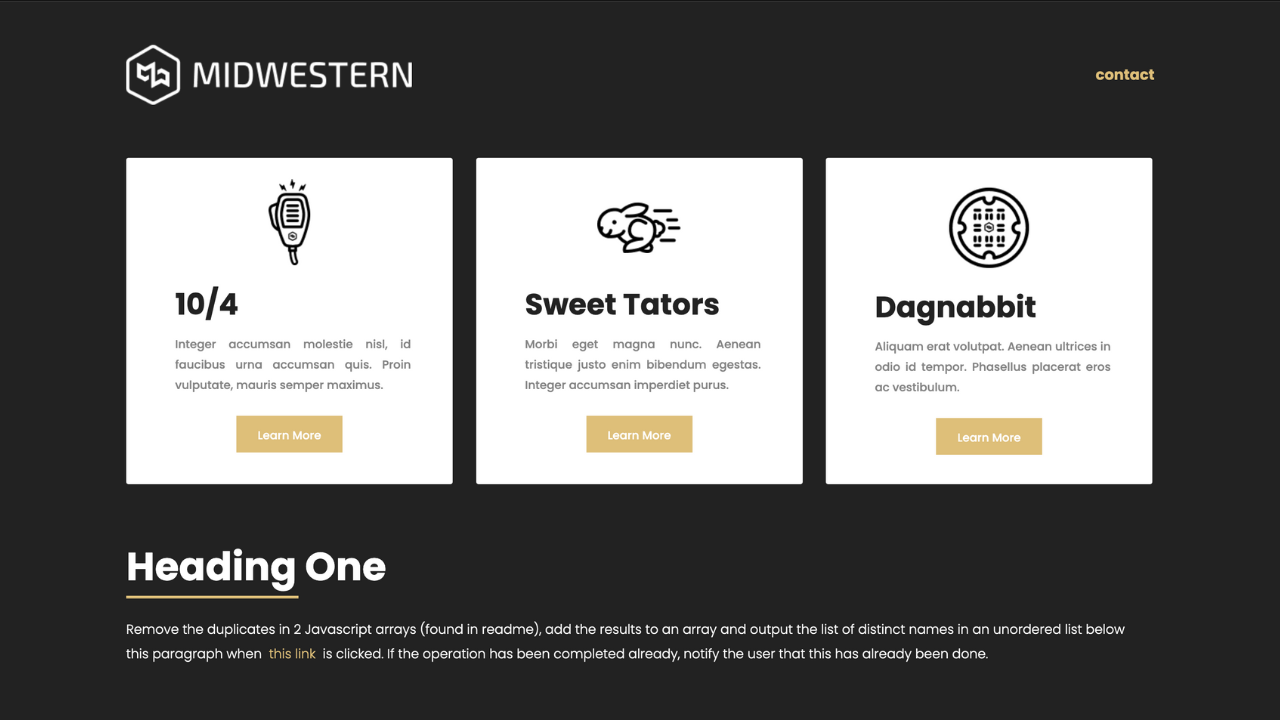 MIDWESTERN
contact
10/4
Integer accumsan molestie nisi, id
faucibus urna accumsan quis. Proin
vulputate, mauris semper maximus.
Learn More
Sweet Tators
Morbi eget magna nunc. Aenean
tristique justo enim bibendum egestas.
Integer accumsan imperdiet purus.
Learn More
Dagnabbit
Aliquam erat volutpat. Aenean ultrices in
odio id tempor. Phasellus placerat eros
ac vestibulum.
Learn More
Heading One
Remove the duplicates in 2 Javascript arrays (found in readme), add the results to an array and output the list of distinct names in an unordered list below
this paragraph when this link is clicked. If the operation has been completed already, notify the user that this has already been done.